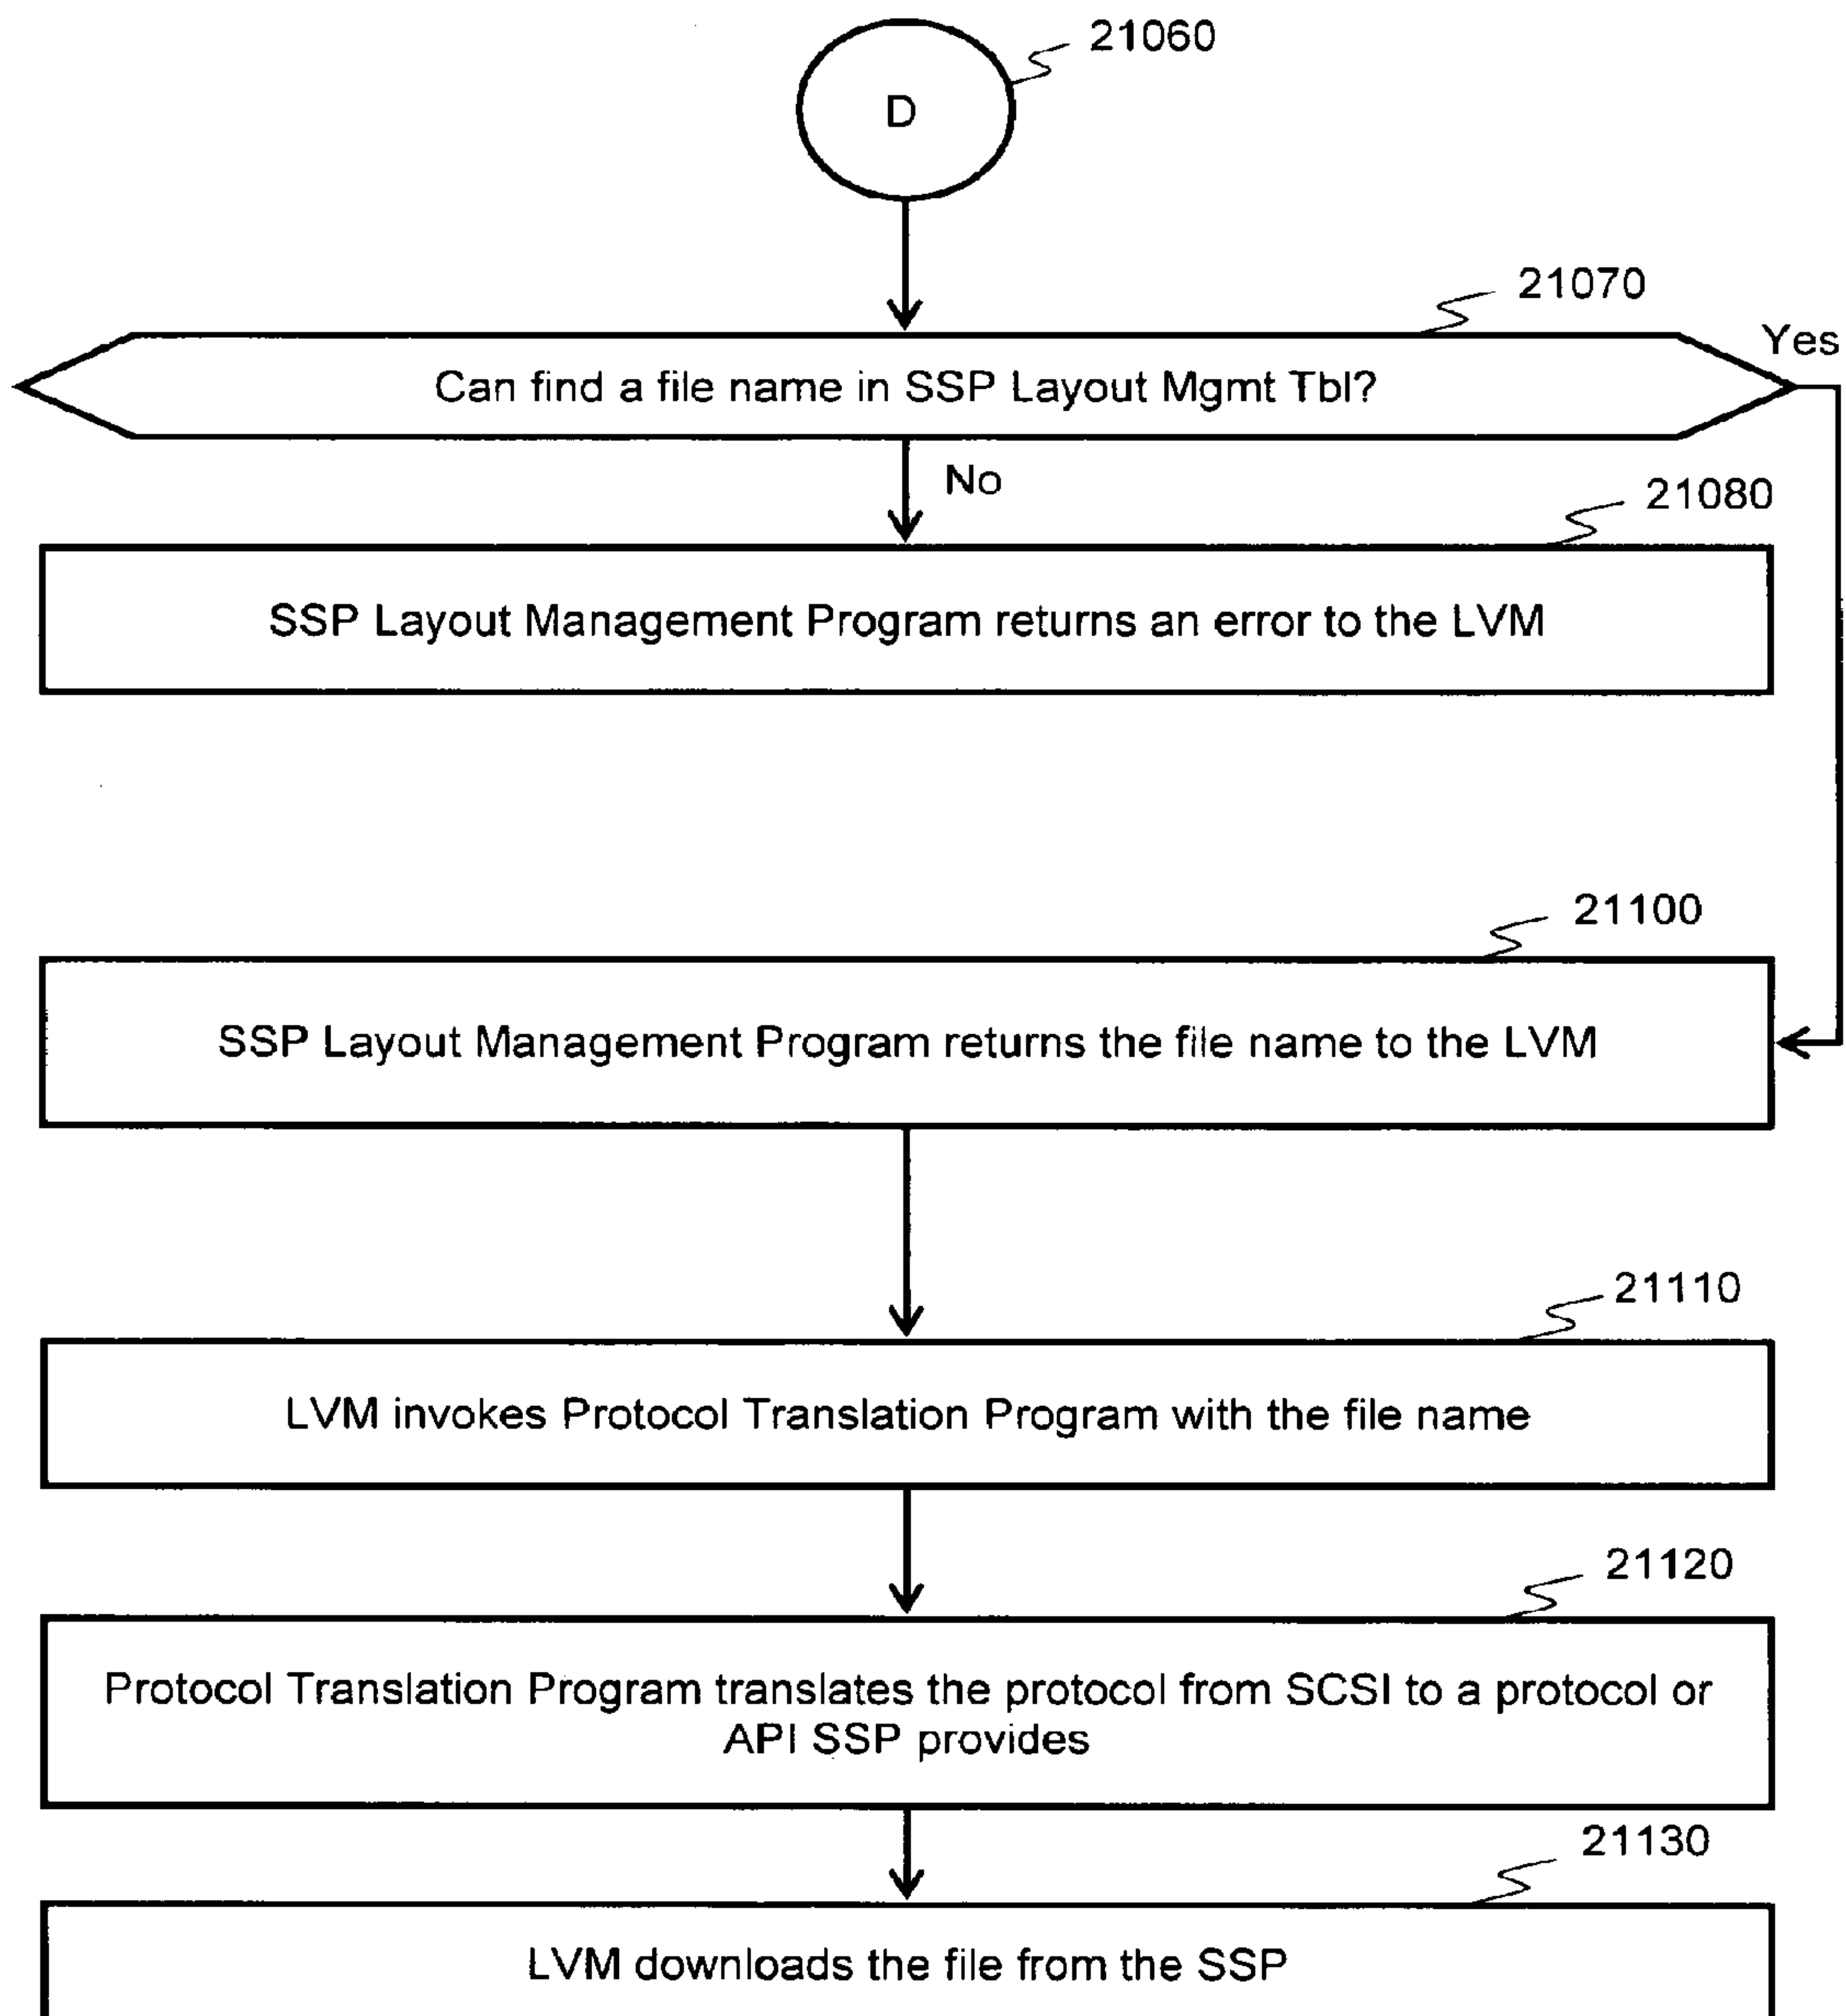 21060
D
21070
Yes
Can find a file name in SSP Layout Mgmt Tbl?
No
21080
SSP Layout Management Program returns an error to the LVM
21100
SSP Layout Management Program returns the file name to the LVM
21110
LVM invokes Protocol Translation Program with the file name
21120
Protocol Translation Program translates the protocol from SCSI to a protocol or
API SSP provides
21130
LVM downloads the file from the SSP